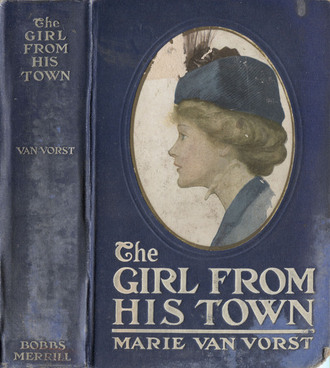 The
GIRL
FROM
HIS
TOWN
VAN VORST
BOBBS
MERRILL
The
GIRL FROM
HIS TOWN
MARIE VAN VORST